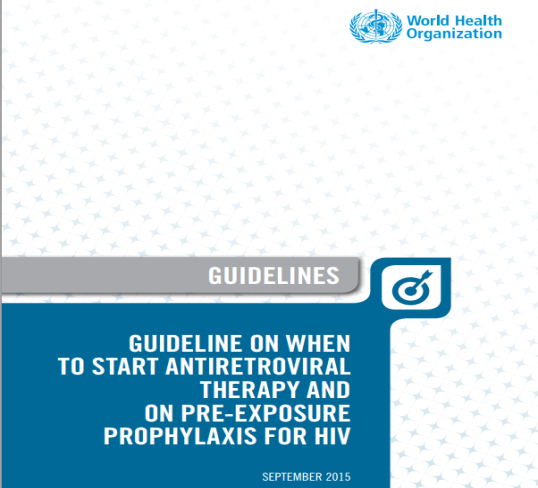 World Health
Organization
GUIDELINES
GUIDELINE ON WHEN
TO START ANTIRETROVIRAL
THERAPY AND
ON PRE-EXPOSURE
PROPHYLAXIS FOR HIV
SEPTEMBER 2015